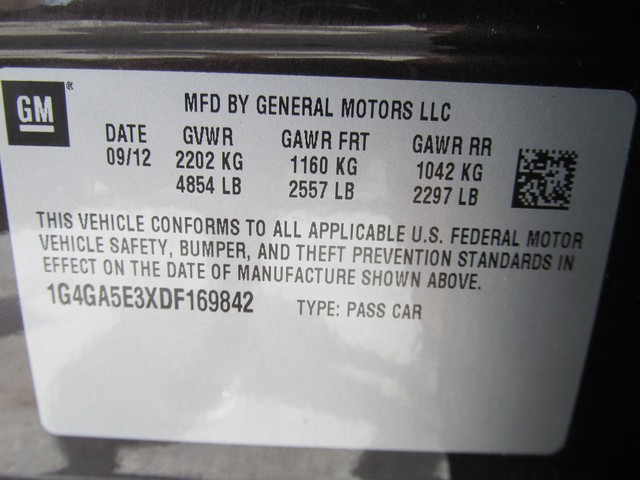 GM®
MFD BY GENERAL MOTORS LLC
DATE GVWR GAWR FRT GAWR RR
09/12 2202 KG 1160 KG 1042 KG
4854 LB 2557 LB 2297 LB
THIS VEHICLE CONFORMS TO ALL APPLICABLE U.S. FEDERAL MOTOR
VEHICLE SAFETY, BUMPER, AND THEFT PREVENTION STANDARDS IN
EFFECT ON THE DATE OF MANUFACTURE SHOWN ABOVE.
1G4GA5E3XDF169842 TYPE: PASS CAR